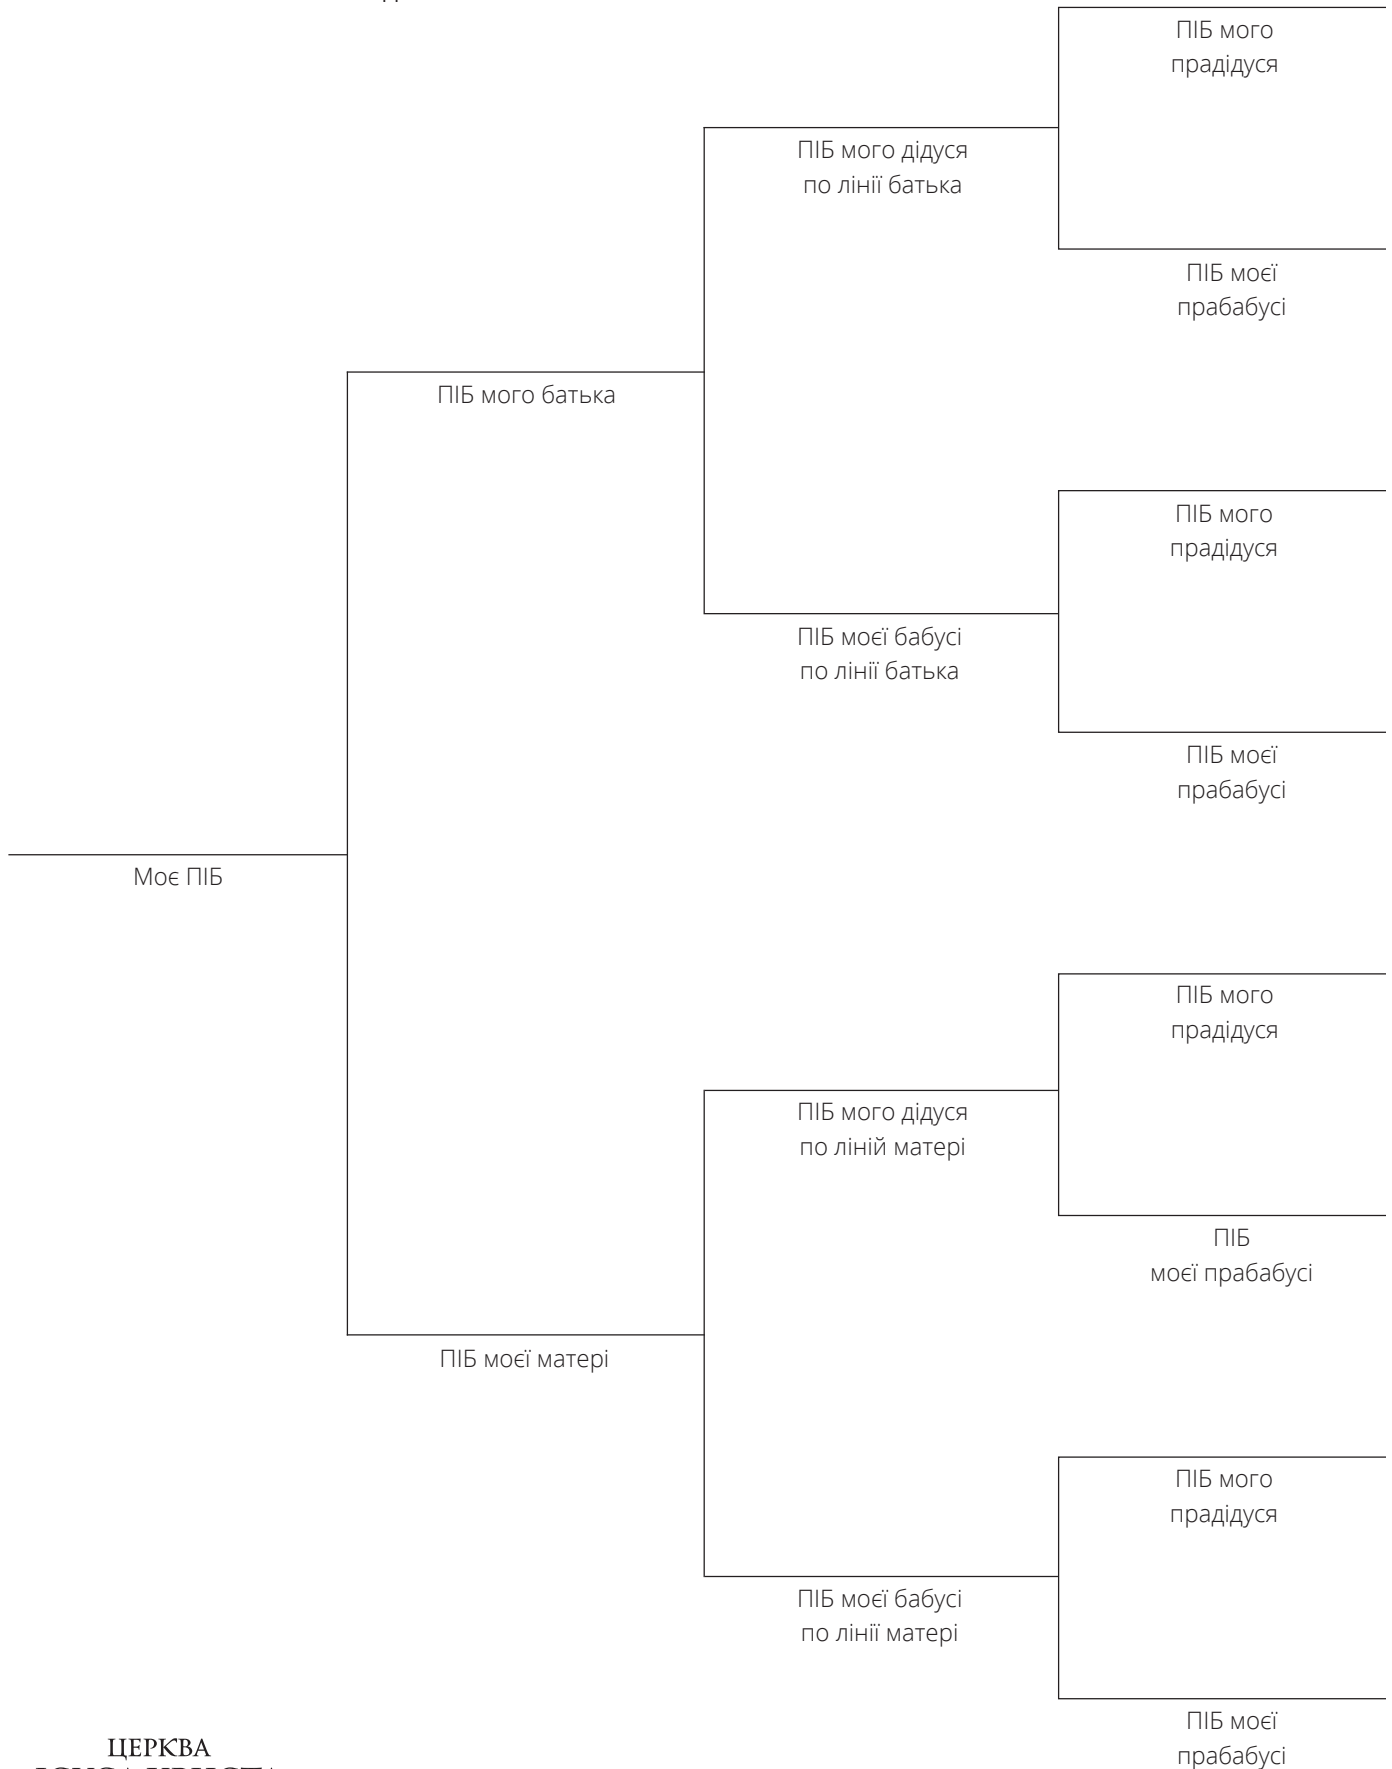 ПІБ мого
прадідуся
ПІБ мого дідуся
по лінії батька
ПІБ моєї
прабабусі
ПІБ мого батька
ПІБ мого
прадідуся
ПІБ моєї бабусі
по лінії батька
ПІБ моєї
прабабусі
Моє ПІБ
ПІБ мого
прадідуся
ПІБ мого дідуся
по ліній матері
ПІБ
моєї прабабусі
ПІБ моєї матері
ПІБ мого
прадідуся
ПІБ моєї бабусі
по лінії матері
ПІБ моєї
прабабусі
ЦЕРКВА